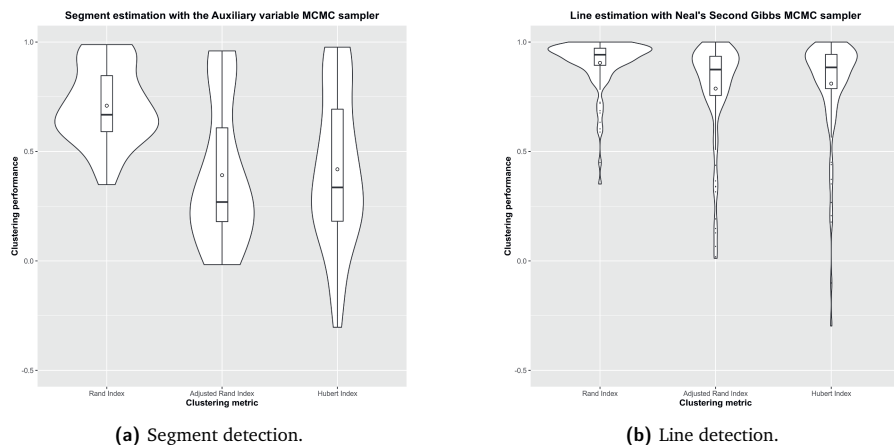 Segment estimation with the Auxiliary variable MCMC sampler
1.0
0.5
0.0
-0.5
Clustering performance
Rand Index
Adjusted Rand Index
Hubert Index
Clustering metric
(a) Segment detection.
Line estimation with Neal's Second Gibbs MCMC sampler
1.0
0.5
0.0
-0.5
Clustering performance
Rand Index
Adjusted Rand Index
Hubert Index
Clustering metric
(b) Line detection.